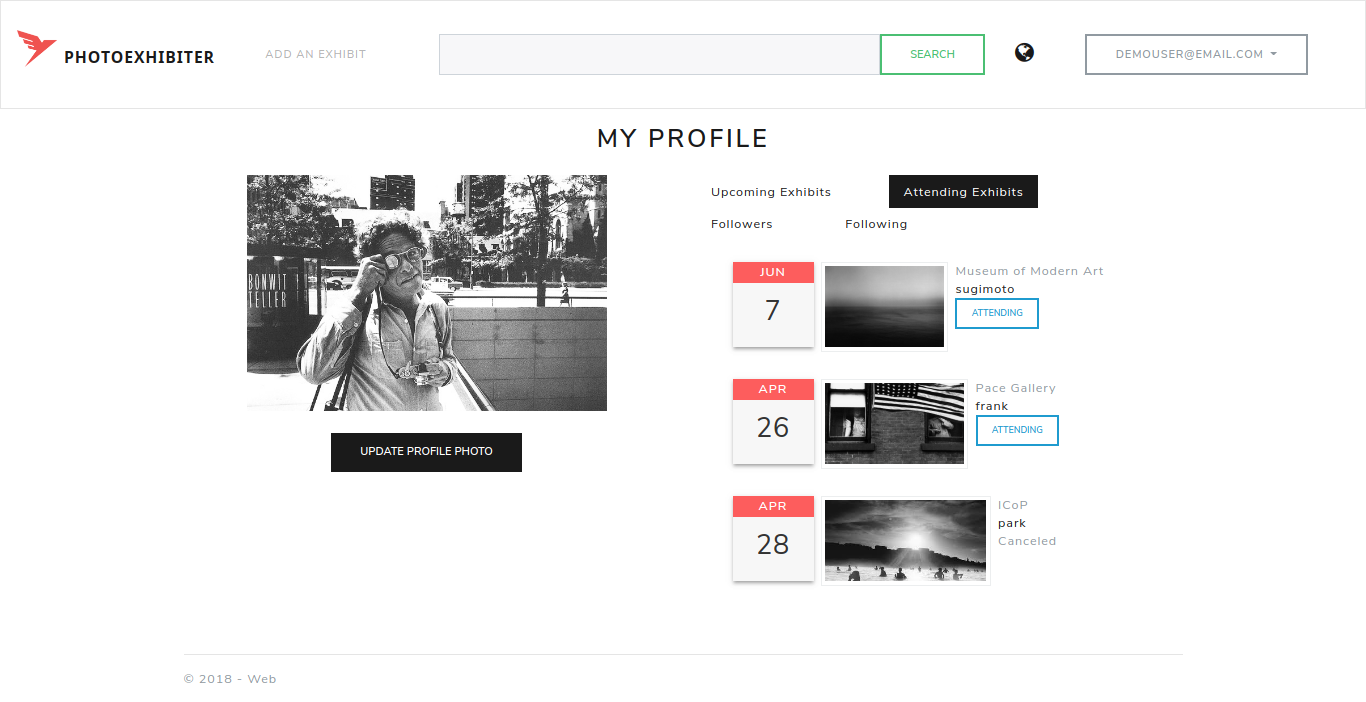 PHOTOEXHIBITER
ADD AN EXHIBIT
SEARCH
DEMOUSER@EMAIL.COM
MY PROFILE
BONWIT
TELLER
UPDATE PROFILE PHOTO
Upcoming Exhibits
Attending Exhibits
Followers
Following
JUN
7
Museum of Modern Art
sugimoto
ATTENDING
APR
26
Pace Gallery
frank
ATTENDING
APR
28
ICoP
park
Canceled
© 2018 - Web